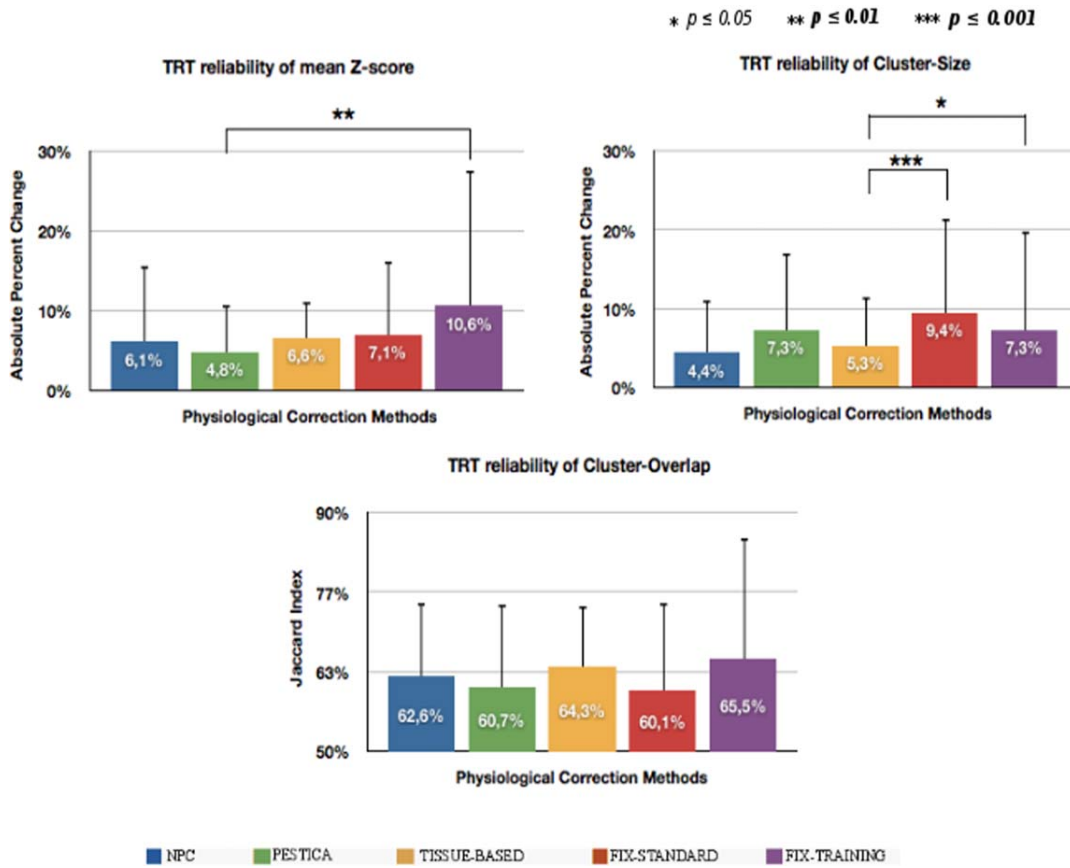 * p ≤ 0.05 ** p ≤ 0.01 *** p ≤ 0.001
TRT reliability of mean Z-score
**
30%
20%
10%
0%
Absolute Percent Change
6,1%
4,8%
6,6%
7,1%
10,6%
Physiological Correction Methods
TRT reliability of Cluster-Size
*
***
30%
20%
10%
0%
Absolute Percent Change
4,4%
7,3%
5,3%
9,4%
7,3%
Physiological Correction Methods
TRT reliability of Cluster-Overlap
90%
77%
63%
50%
Jaccard Index
62,6%
60,7%
64,3%
60,1%
65,5%
Physiological Correction Methods
NPC PESTICA TISSUE-BASED FIX-STANDARD FIX-TRAINING